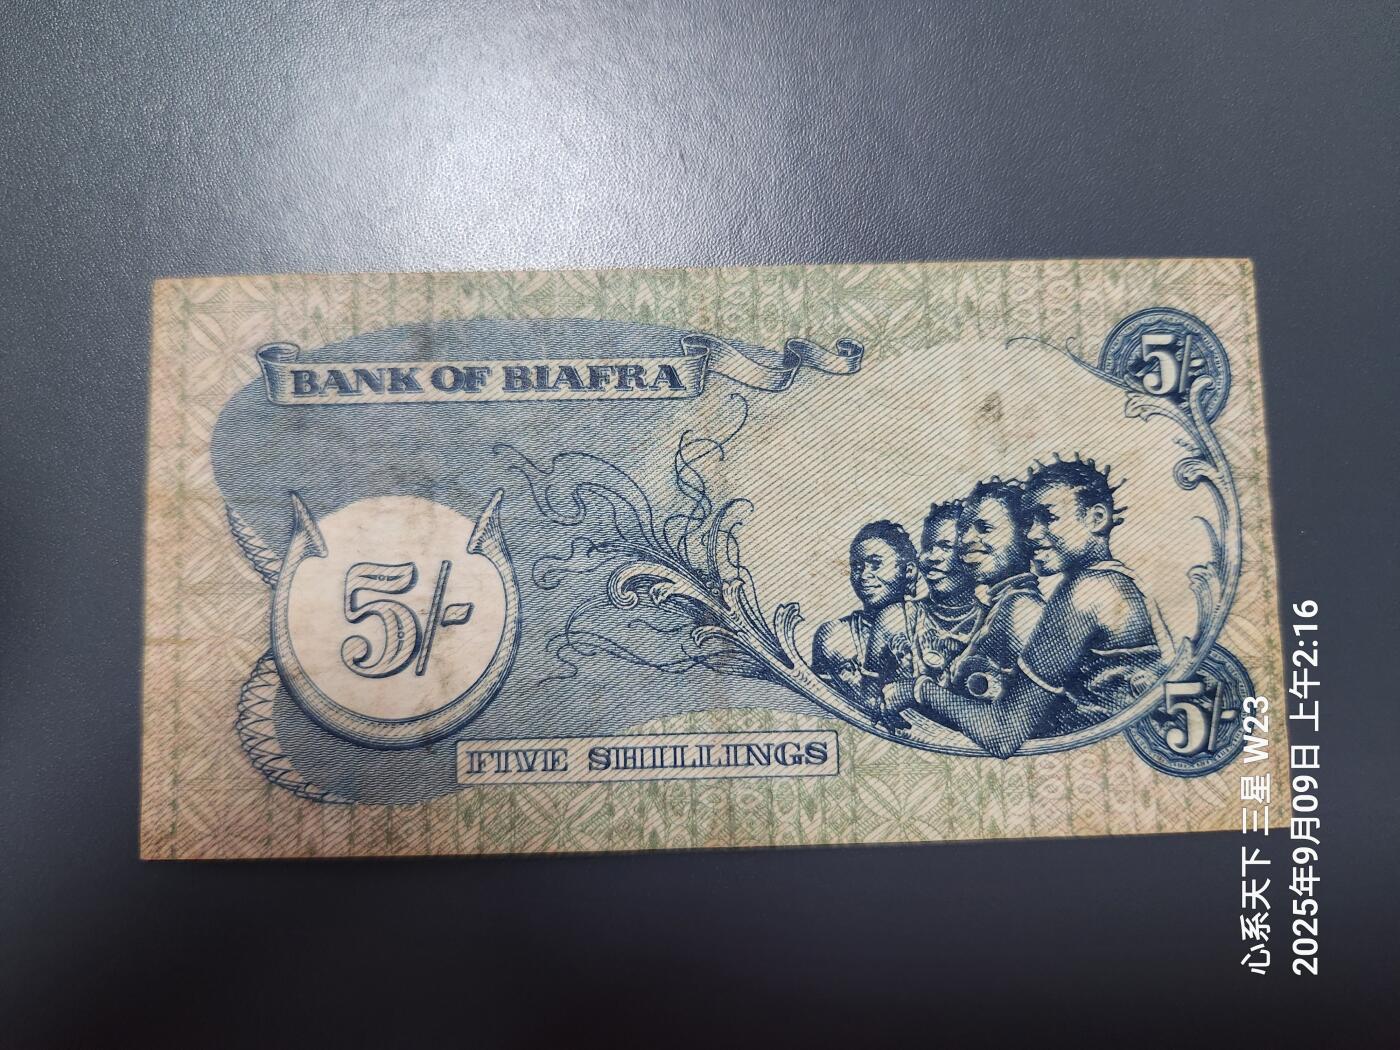 BANK OF BIAFRA
5/-
5/-
5/-
FIVE SHILLINGS
心系天下 三星 W23
2025年9月09日 上午2:16